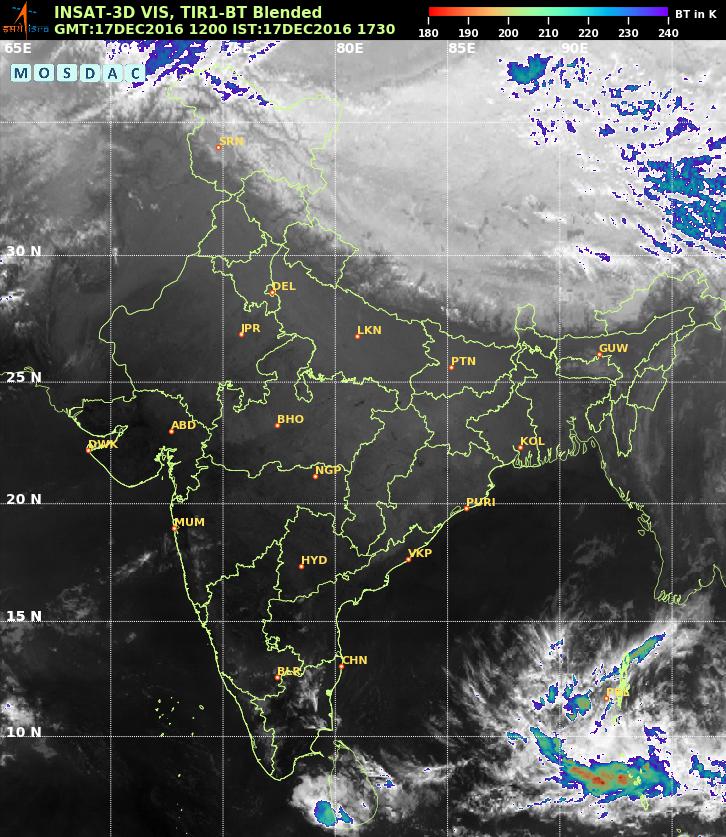 INSAT-3D VIS, TIR1-BT Blended
GMT:17DEC2016 1200 IST:17DEC2016 1730
BT in K
180 190 200 210 220 230 240
65E 75E 80E 85E 90E
MOSDAC
SRN
30 N
DEL
JPR LKN
GUW
PTN
25 N
ABD BHO
DWK KOL
NGP
20 N
PURI
MUM
VKP
HYD
15 N
CHN
BLR
10 N